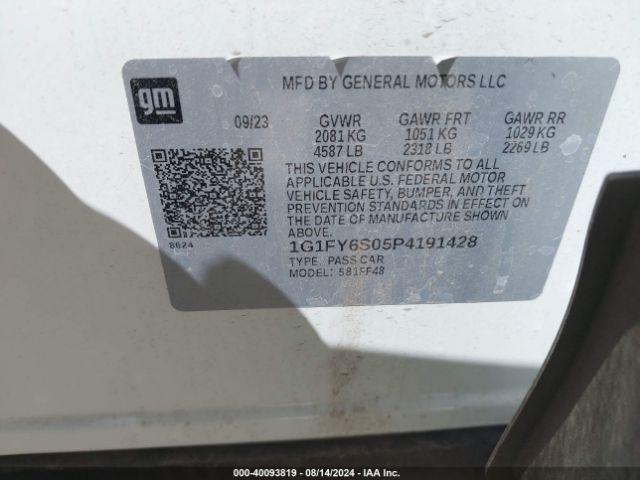 gm
MFD BY GENERAL MOTORS LLC
09/23 GVWR GAWR FRT GAWR RR
2081 KG 1051 KG 1029 KG
4587 LB 2318 LB 2269 LB
THIS VEHICLE CONFORMS TO ALL
APPLICABLE U.S. FEDERAL MOTOR
VEHICLE SAFETY, BUMPER, AND THEFT
PREVENTION STANDARDS IN EFFECT ON
THE DATE OF MANUFACTURE SHOWN
ABOVE.
8624
1G1FY6S05P4191428
TYPE: PASS CAR
MODEL: 581FF48
000-40093819 - 08/14/2024 - IAA Inc.